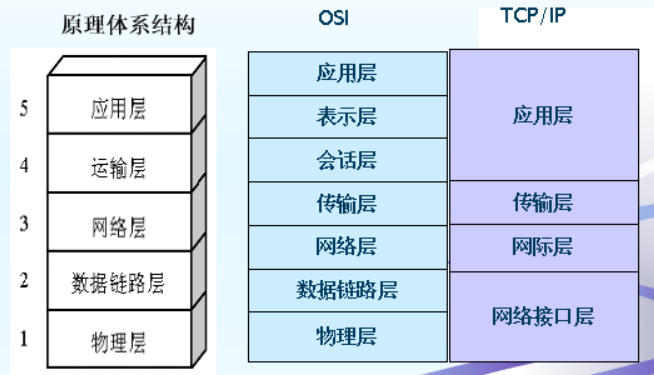 原理体系结构
5 应用层
4 运输层
3 网络层
2 数据链路层
1 物理层
OSI
应用层
表示层
会话层
传输层
网络层
数据链路层
物理层
TCP/IP
应用层
传输层
网际层
网络接口层